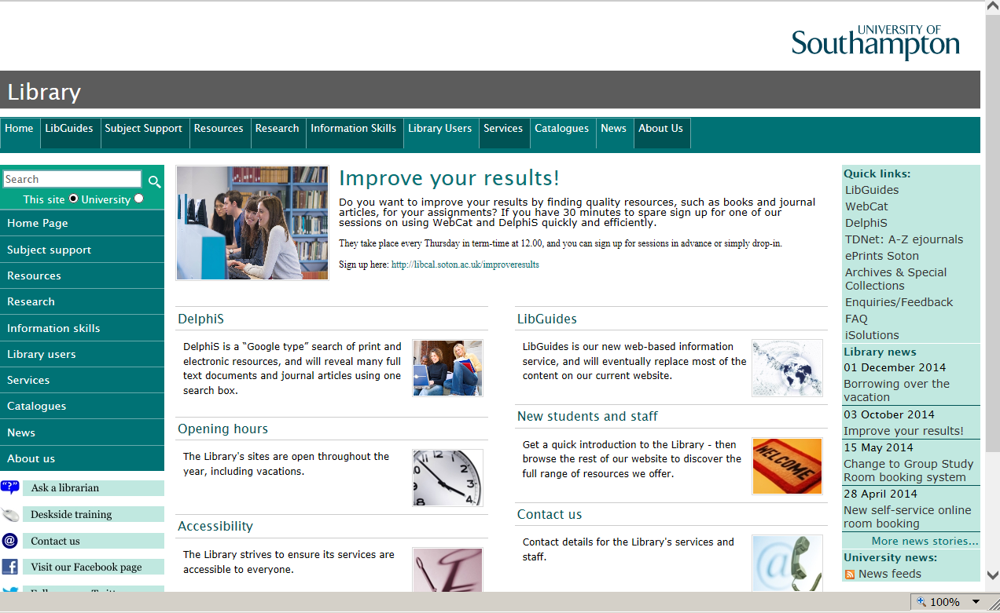 UNIVERSITY OF
Southampton
Library
Home LibGuides Subject Support Resources Research Information Skills Library Users Services Catalogues News About Us
Search
This site University
Home Page
Subject support
Resources
Research
Information skills
Library users
Services
Catalogues
News
About us
"?" Ask a librarian
Deskside training
@ Contact us
f Visit our Facebook page
Improve your results!
Do you want to improve your results by finding quality resources, such as books and journal
articles, for your assignments? If you have 30 minutes to spare sign up for one of our
sessions on using WebCat and DelphiS quickly and efficiently.
They take place every Thursday in term-time at 12.00, and you can sign up for sessions in advance or simply drop-in.
Sign up here: http://libcal.soton.ac.uk/improveresults
DelphiS
DelphiS is a “Google type” search of print and
electronic resources, and will reveal many full
text documents and journal articles using one
search box.
Opening hours
The Library's sites are open throughout the
year, including vacations.
Accessibility
The Library strives to ensure its services are
accessible to everyone.
LibGuides
LibGuides is our new web-based information
service, and will eventually replace most of the
content on our current website.
New students and staff
Get a quick introduction to the Library - then
browse the rest of our website to discover the
full range of resources we offer.
WELCOME
Contact us
Contact details for the Library's services and
staff.
@
Quick links:
LibGuides
WebCat
DelphiS
TDNet: A-Z ejournals
ePrints Soton
Archives & Special
Collections
Enquiries/Feedback
FAQ
iSolutions
Library news
01 December 2014
Borrowing over the
vacation
03 October 2014
Improve your results!
15 May 2014
Change to Group Study
Room booking system
28 April 2014
New self-service online
room booking
More news stories...
University news:
News feeds
100%